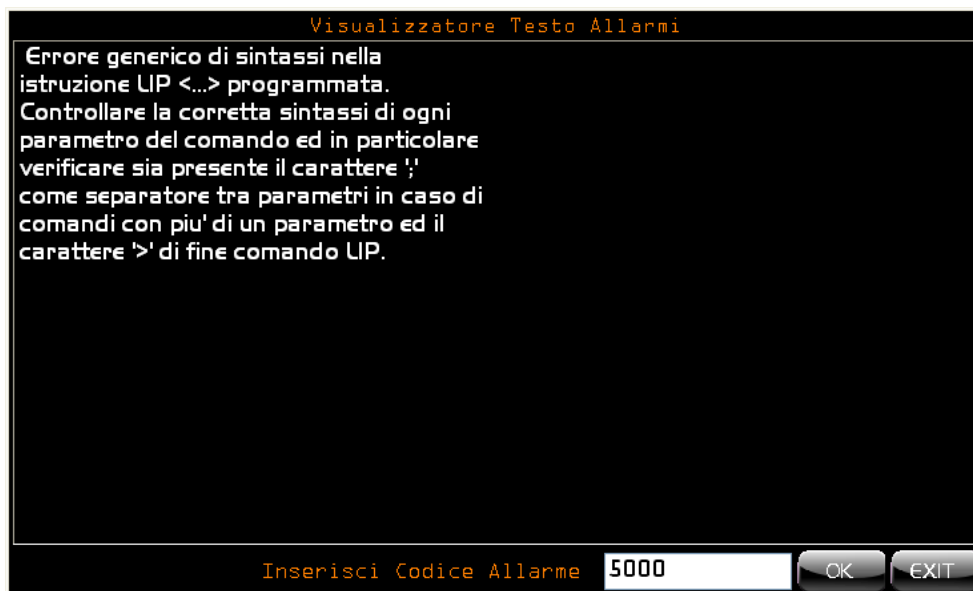 Visualizzatore Testo Allarmi
Errore generico di sintassi nella
istruzione LIP <...> programmata.
Controllare la corretta sintassi di ogni
parametro del comando ed in particolare
verificare sia presente il carattere ';'
come separatore tra parametri in caso di
comandi con piu' di un parametro ed il
carattere '>' di fine comando LIP.
Inserisci Codice Allarme 5000 OK EXIT